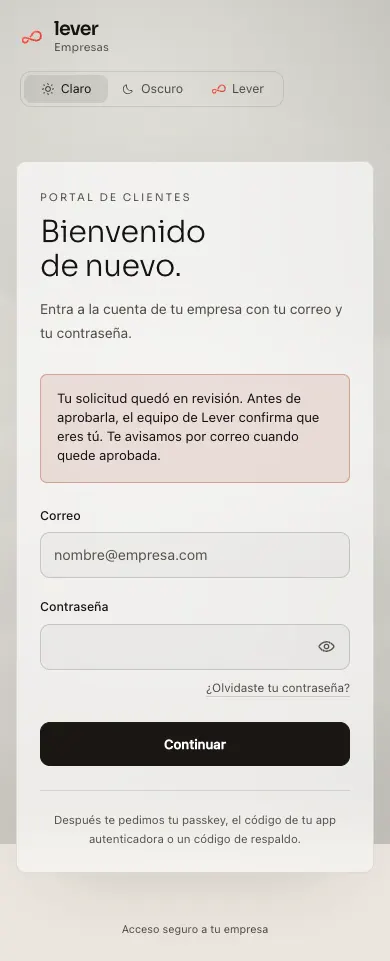 lever
Empresas
Claro
Oscuro
Lever
PORTAL DE CLIENTES
Bienvenido
de nuevo.
Entra a la cuenta de tu empresa con tu correo y
tu contraseña.
Tu solicitud quedó en revisión. Antes de
aprobarla, el equipo de Lever confirma que
eres tú. Te avisamos por correo cuando
quede aprobada.
Correo
nombre@empresa.com
Contraseña
¿Olvidaste tu contraseña?
Continuar
Después te pedimos tu passkey, el código de tu app
autenticadora o un código de respaldo.
Acceso seguro a tu empresa